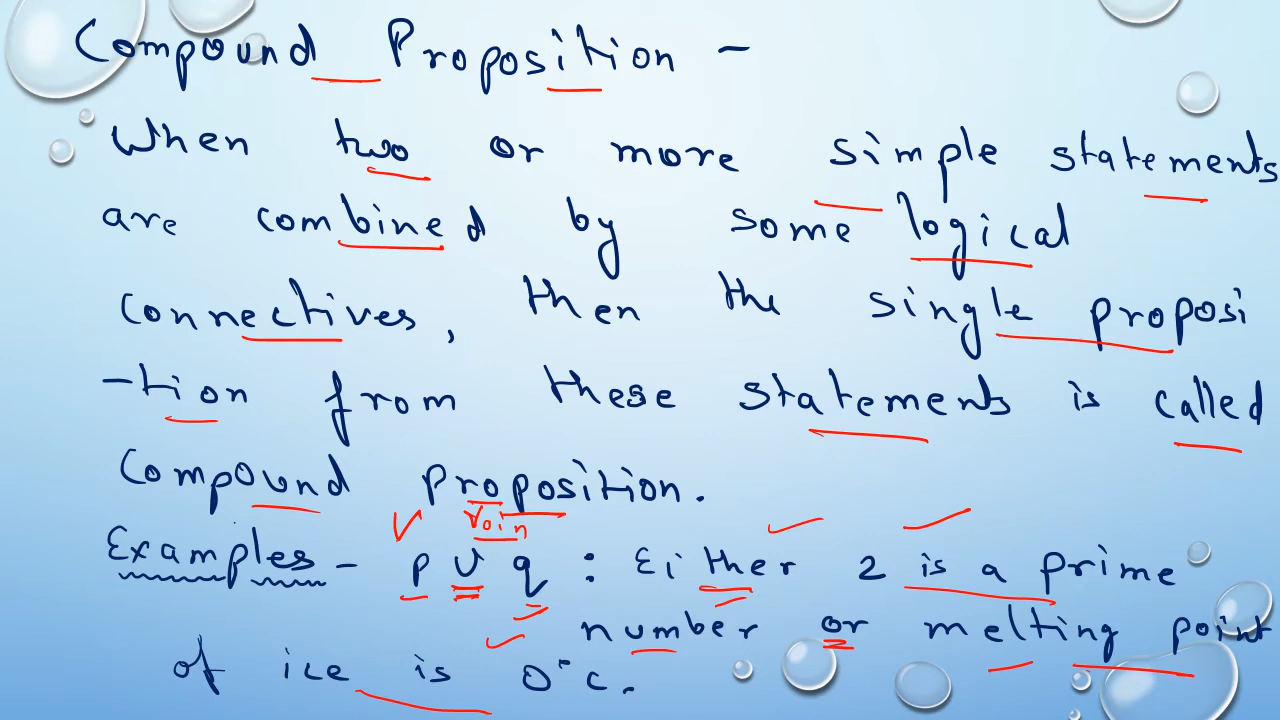 Compound Proposition -
When two or more simple statements
are combined by some logical
connectives, then the single proposi
-tion from these statements is called
Compound proposition.
Examples - p ∨ q : Either 2 is a prime
number or melting point
of ice is 0°c.